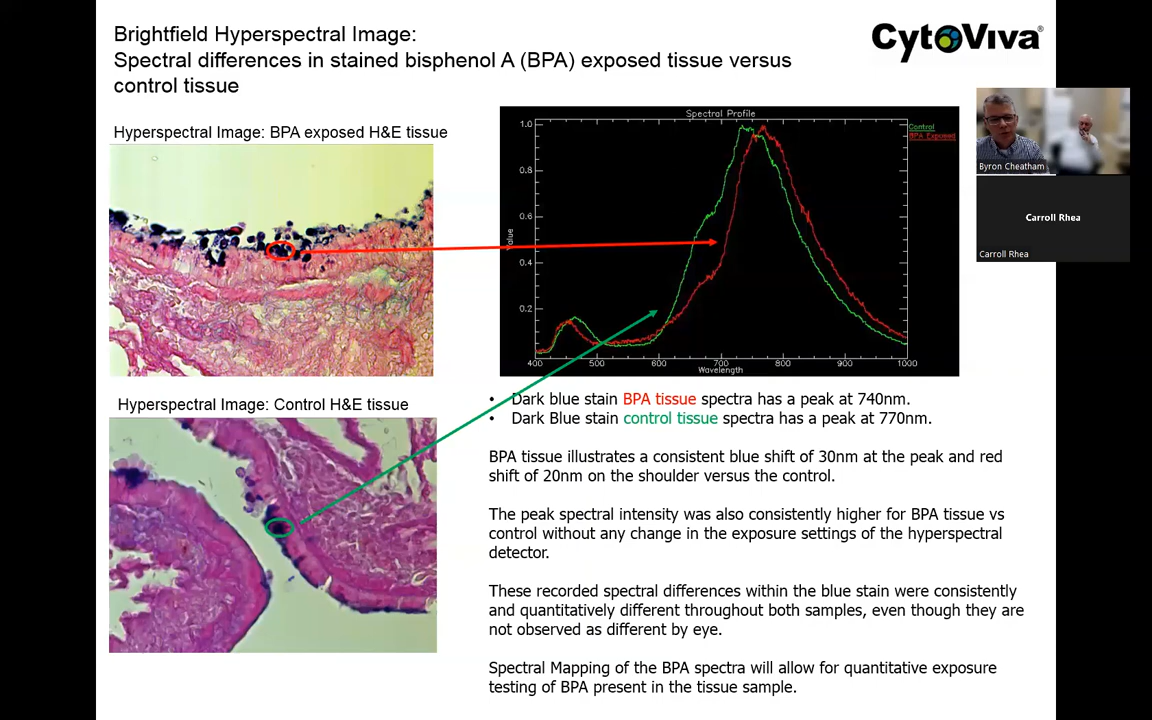 Brightfield Hyperspectral Image:
Spectral differences in stained bisphenol A (BPA) exposed tissue versus
control tissue
CytoViva®
Hyperspectral Image: BPA exposed H&E tissue
Spectral Profile
Control
BPA Exposed
Value
1.0
0.8
0.6
0.4
0.2
400 500 600 700 800 900 1000
Wavelength
Byron Cheatham
Carroll Rhea
Carroll Rhea
Hyperspectral Image: Control H&E tissue
• Dark blue stain BPA tissue spectra has a peak at 740nm.
• Dark Blue stain control tissue spectra has a peak at 770nm.
BPA tissue illustrates a consistent blue shift of 30nm at the peak and red
shift of 20nm on the shoulder versus the control.
The peak spectral intensity was also consistently higher for BPA tissue vs
control without any change in the exposure settings of the hyperspectral
detector.
These recorded spectral differences within the blue stain were consistently
and quantitatively different throughout both samples, even though they are
not observed as different by eye.
Spectral Mapping of the BPA spectra will allow for quantitative exposure
testing of BPA present in the tissue sample.